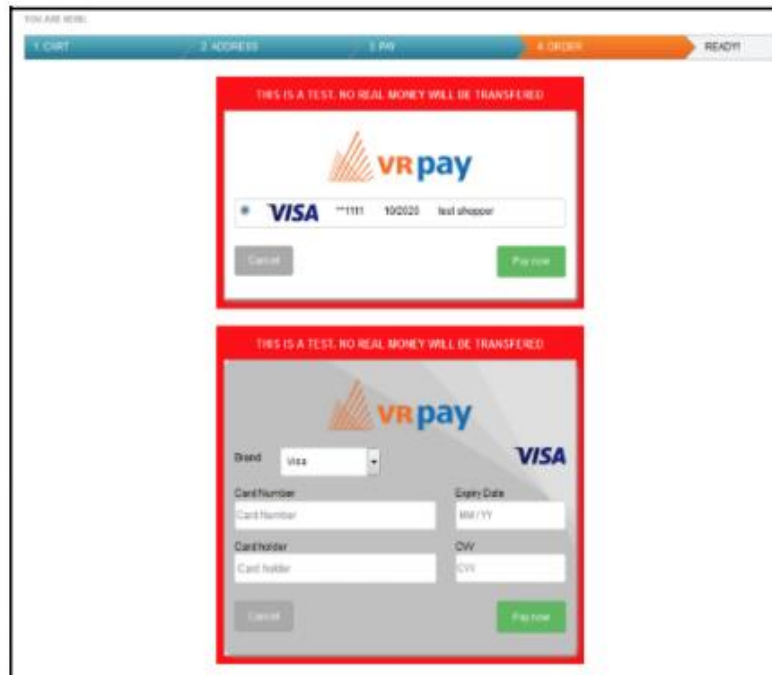 YOU ARE HERE:
1. CART 2. ADDRESS 3. PAY 4. ORDER READY!
THIS IS A TEST. NO REAL MONEY WILL BE TRANSFERED
VR pay
VISA **1111 10/2020 test shopper
Cancel Pay now
THIS IS A TEST. NO REAL MONEY WILL BE TRANSFERED
VR pay
Brand Visa VISA
Card Number Expiry Date
Card Number MM / YY
Card holder CVV
Card holder CVV
Cancel Pay now